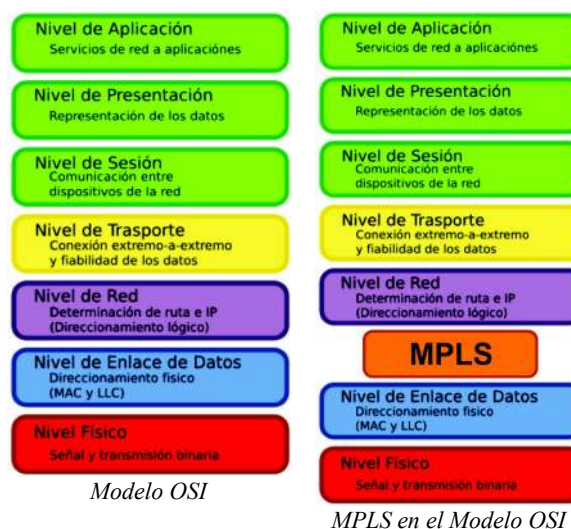 Nivel de Aplicación
Servicios de red a aplicaciónes
Nivel de Presentación
Representación de los datos
Nivel de Sesión
Comunicación entre
dispositivos de la red
Nivel de Trasporte
Conexión extremo-a-extremo
y fiabilidad de los datos
Nivel de Red
Determinación de ruta e IP
(Direccionamiento lógico)
Nivel de Enlace de Datos
Direccionamiento fisico
(MAC y LLC)
Nivel Físico
Señal y transmisión binaria
Modelo OSI
Nivel de Aplicación
Servicios de red a aplicaciónes
Nivel de Presentación
Representación de los datos
Nivel de Sesión
Comunicación entre
dispositivos de la red
Nivel de Trasporte
Conexión extremo-a-extremo
y fiabilidad de los datos
Nivel de Red
Determinación de ruta e IP
(Direccionamiento lógico)
MPLS
Nivel de Enlace de Datos
Direccionamiento fisico
(MAC y LLC)
Nivel Físico
Señal y transmisión binaria
MPLS en el Modelo OSI